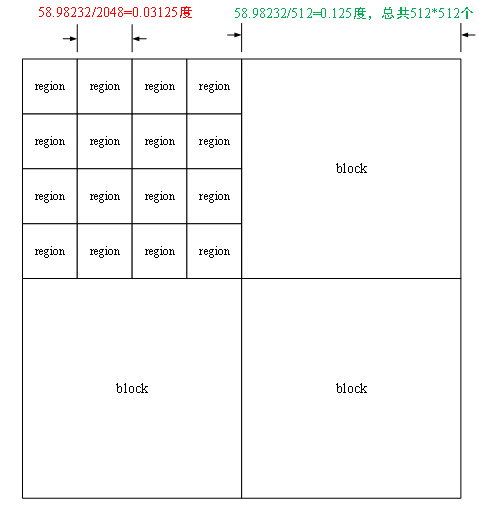 58.98232/2048=0.03125度
58.98232/512=0.125度，总共512*512个
region region region region
block
region region region region
region region region region
region region region region
block block